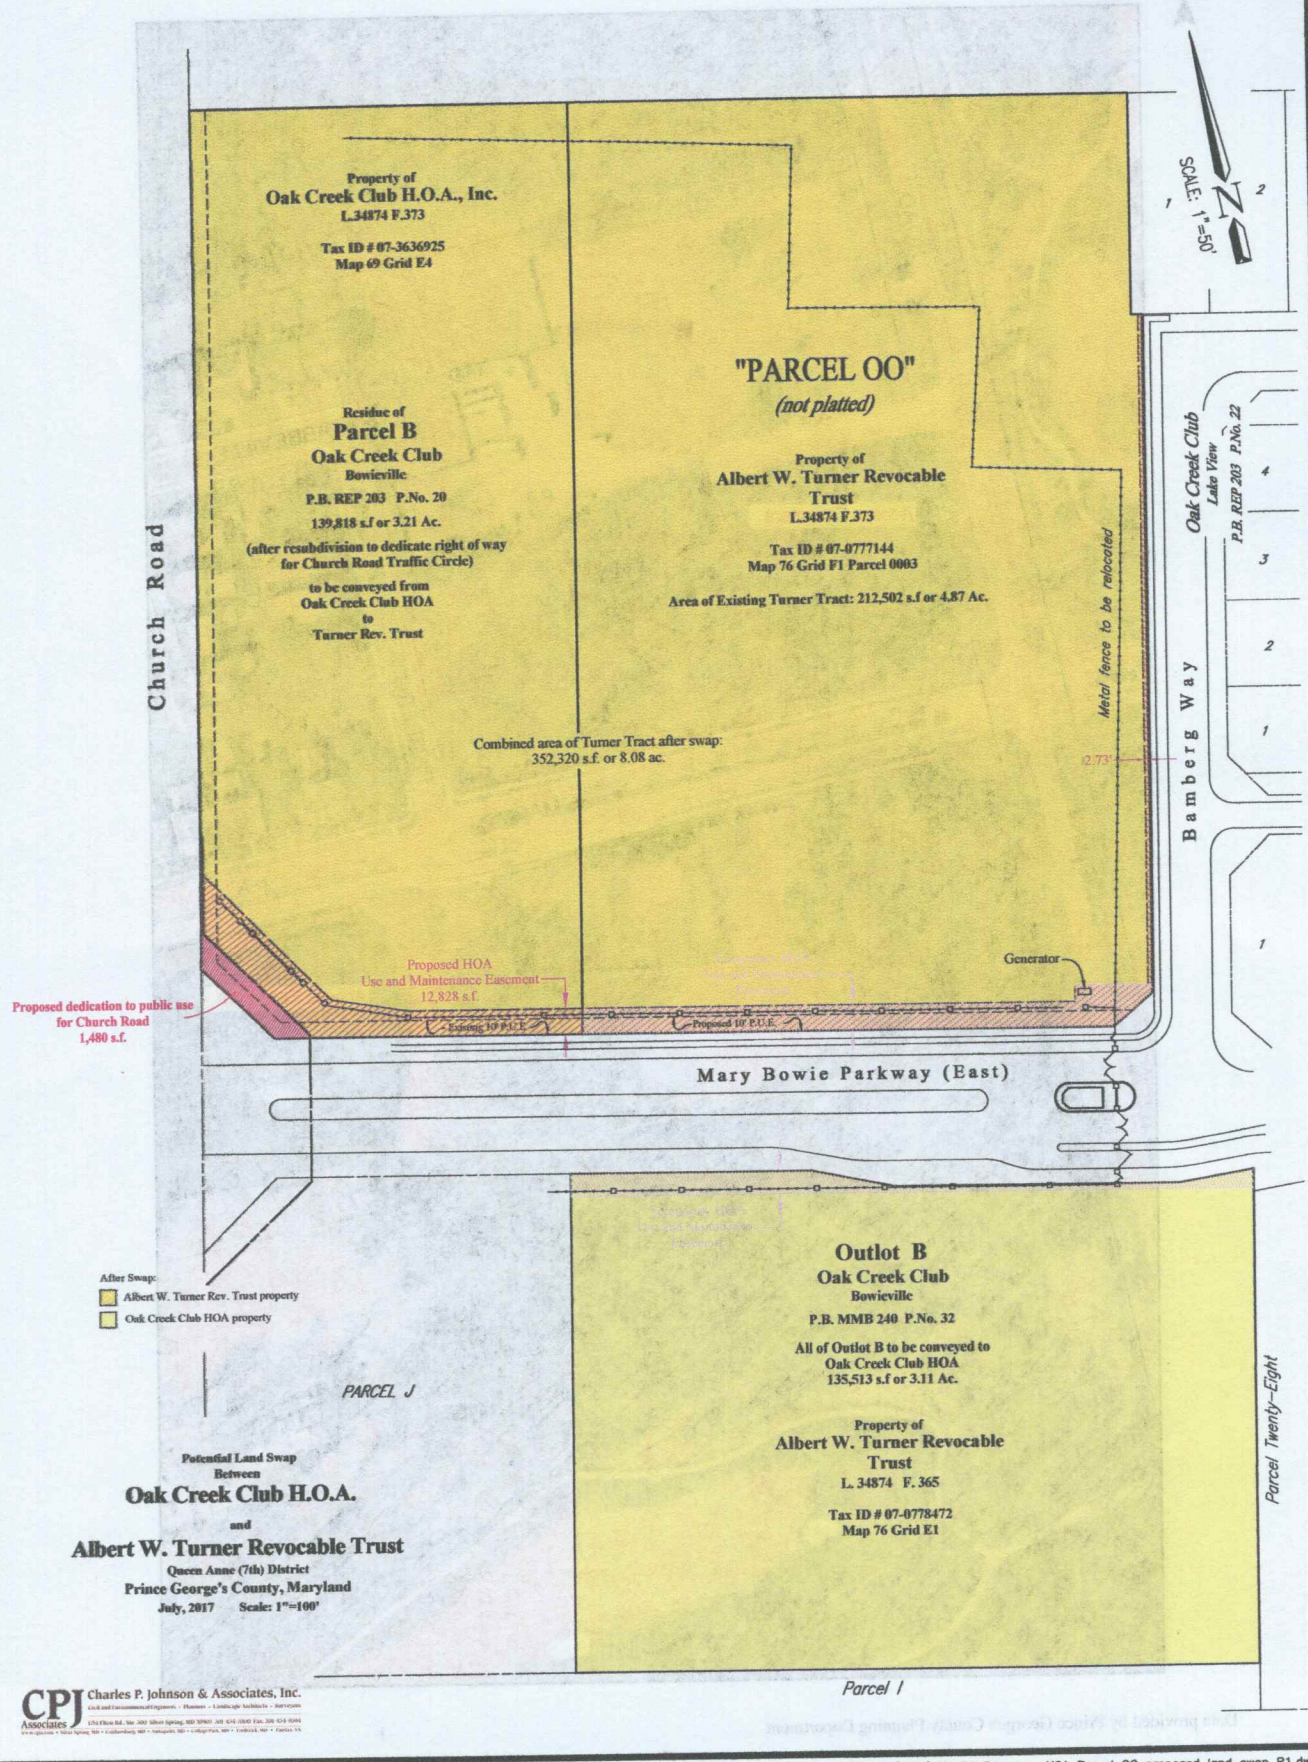 Property of
Oak Creek Club H.O.A., Inc.
L.34874 F.373
Tax ID # 07-3636925
Map 69 Grid E4
Residue of
Parcel B
Oak Creek Club
Bowieville
P.B. REP 203 P.No. 20
139,818 s.f or 3.21 Ac.
(after resubdivision to dedicate right of way
for Church Road Traffic Circle)
to be conveyed from
Oak Creek Club HOA
to
Turner Rev. Trust
"PARCEL OO"
(not platted)
Property of
Albert W. Turner Revocable
Trust
L.34874 F.373
Tax ID # 07-0777144
Map 76 Grid F1 Parcel 0003
Area of Existing Turner Tract: 212,502 s.f or 4.87 Ac.
Combined area of Turner Tract after swap:
352,320 s.f. or 8.08 ac.
Church Road
Metal fence to be relocated
12.73'
Bamberg Way
Oak Creek Club
Lake View
P.B. REP 203 P.No. 22
SCALE: 1"=50'
N
1
2
4
3
2
1
1
Generator
Proposed HOA
Use and Maintenance Easement
12,828 s.f.
Existing 10' P.U.E.
Proposed 10' P.U.E.
Proposed dedication to public use
for Church Road
1,480 s.f.
Mary Bowie Parkway (East)
Outlot B
Oak Creek Club
Bowieville
P.B. MMB 240 P.No. 32
All of Outlot B to be conveyed to
Oak Creek Club HOA
135,513 s.f or 3.11 Ac.
Property of
Albert W. Turner Revocable
Trust
L. 34874 F. 365
Tax ID # 07-0778472
Map 76 Grid E1
After Swap:
Albert W. Turner Rev. Trust property
Oak Creek Club HOA property
PARCEL J
Parcel Twenty-Eight
Parcel I
Potential Land Swap
Between
Oak Creek Club H.O.A.
and
Albert W. Turner Revocable Trust
Queen Anne (7th) District
Prince George's County, Maryland
July, 2017 Scale: 1"=100'
CPJ
Associates
Charles P. Johnson & Associates, Inc.
Civil and Environmental Engineers • Planners • Landscape Architects • Surveyors